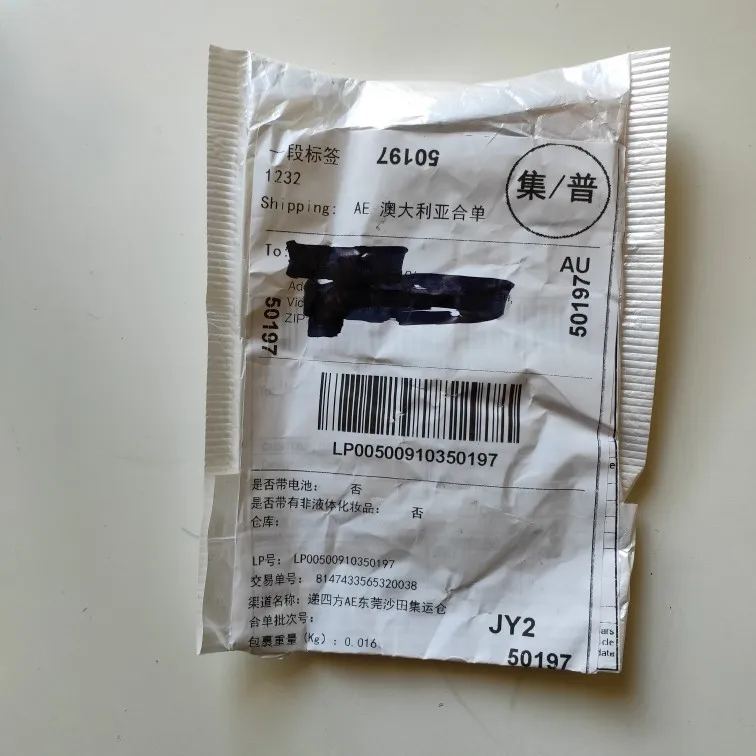 一段标签
50197
1232
集/普
Shipping: AE 澳大利亚合单
To:
AU
50197
50197
ZIP
LP00500910350197
是否带电池: 否
是否带有非液体化妆品: 否
仓库:
LP号: LP00500910350197
交易单号: 8147433565320038
渠道名称: 递四方AE东莞沙田集运仓
合单批次号:
包裹重量 (Kg) : 0.016
JY2
50197